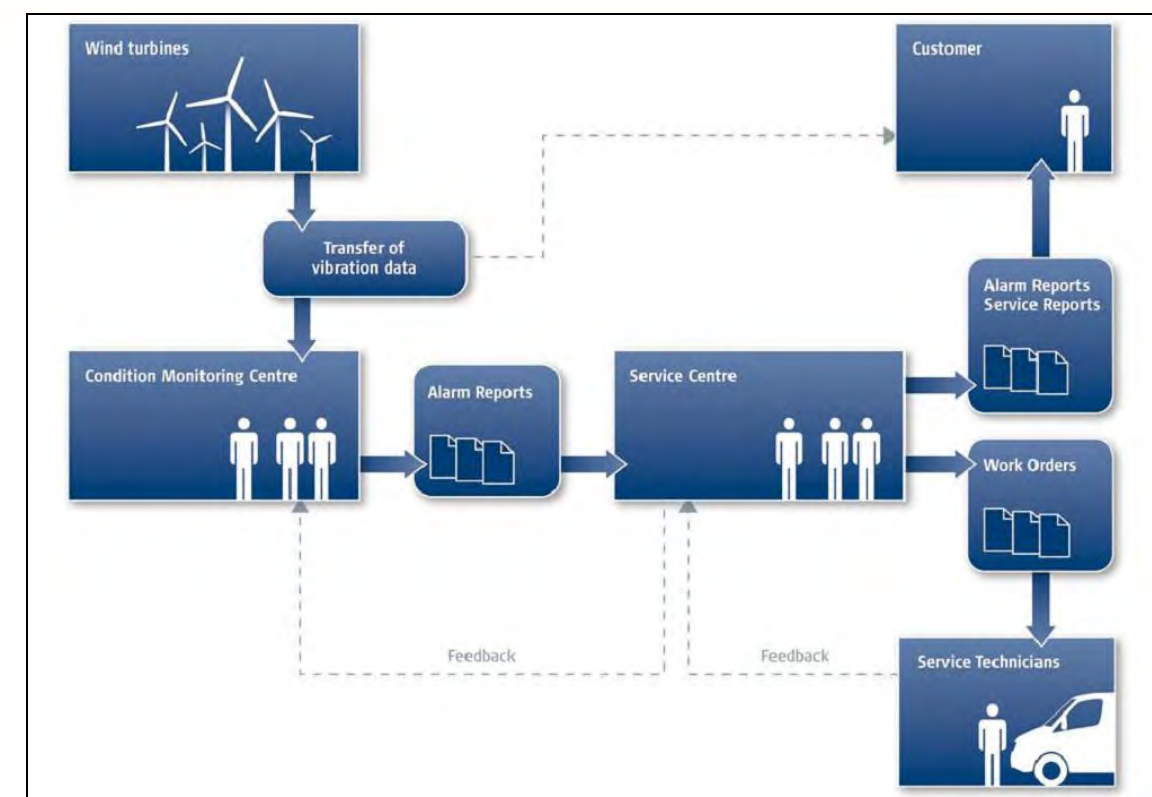 Wind turbines
Customer
Transfer of
vibration data
Alarm Reports
Service Reports
Condition Monitoring Centre
Alarm Reports
Service Centre
Work Orders
Feedback
Feedback
Service Technicians